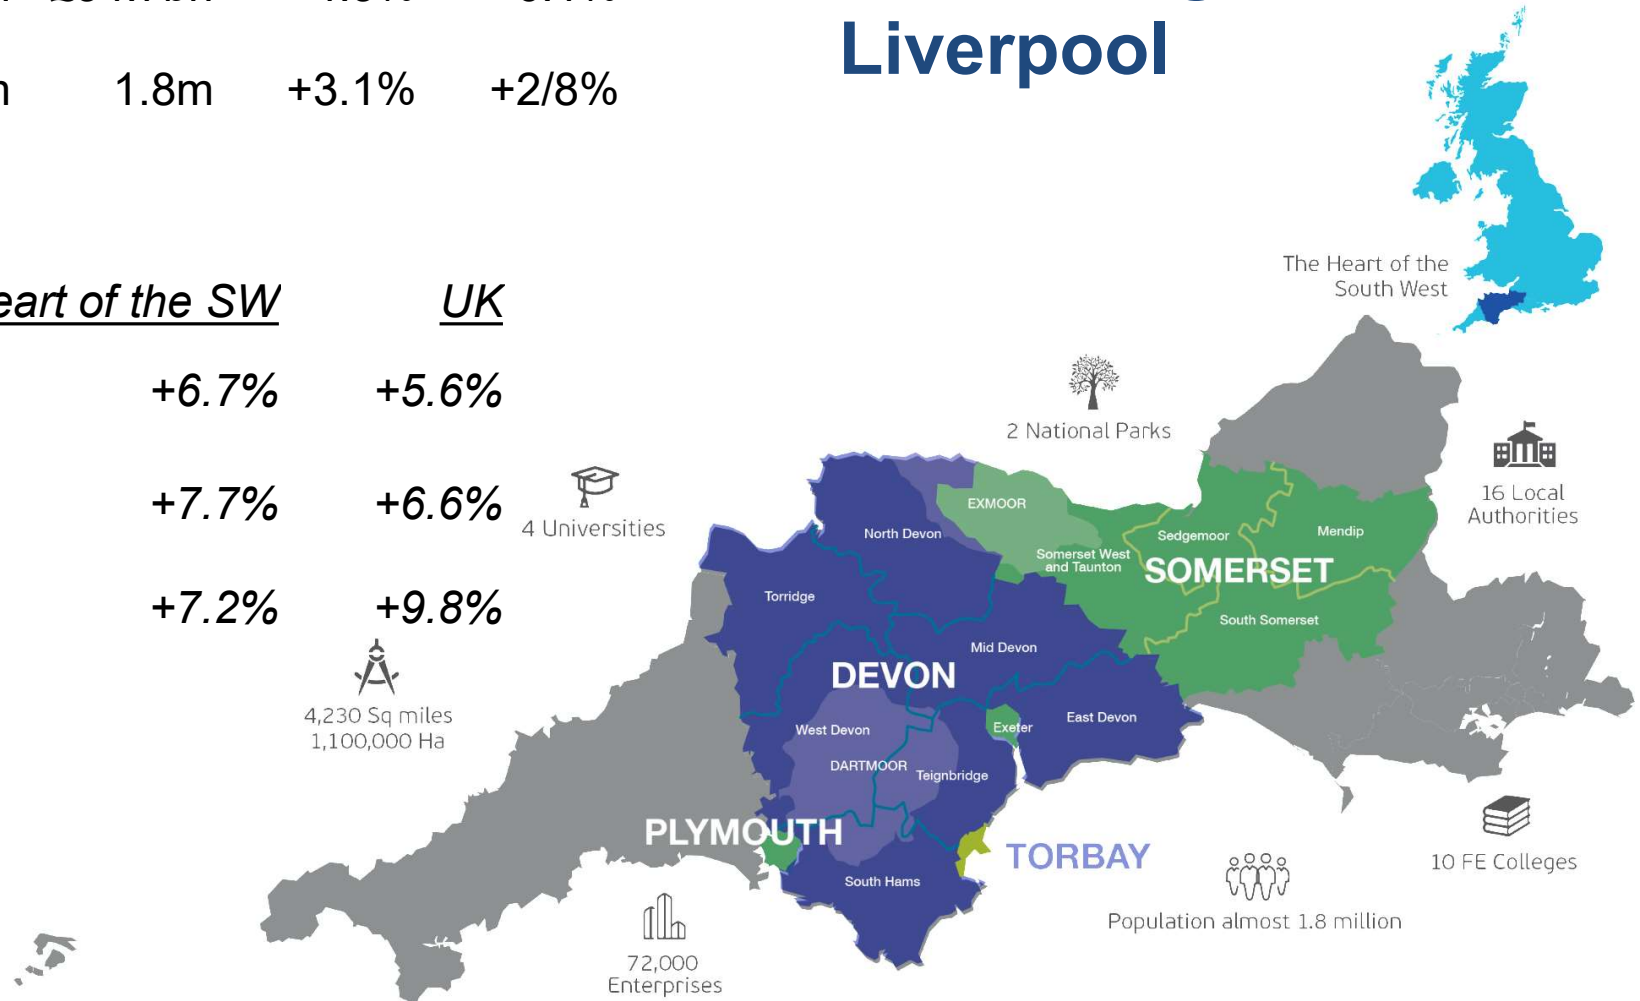 Liverpool
1.8m +3.1% +2/8%
eart of the SW UK
+6.7% +5.6%
+7.7% +6.6%
+7.2% +9.8%
The Heart of the
South West
2 National Parks
16 Local
Authorities
4 Universities
EXMOOR
North Devon
Sedgemoor
Mendip
Somerset West
and Taunton
SOMERSET
Torridge
South Somerset
Mid Devon
DEVON
4,230 Sq miles
1,100,000 Ha
East Devon
West Devon
Exeter
DARTMOOR
Teignbridge
PLYMOUTH
TORBAY
10 FE Colleges
South Hams
Population almost 1.8 million
72,000
Enterprises